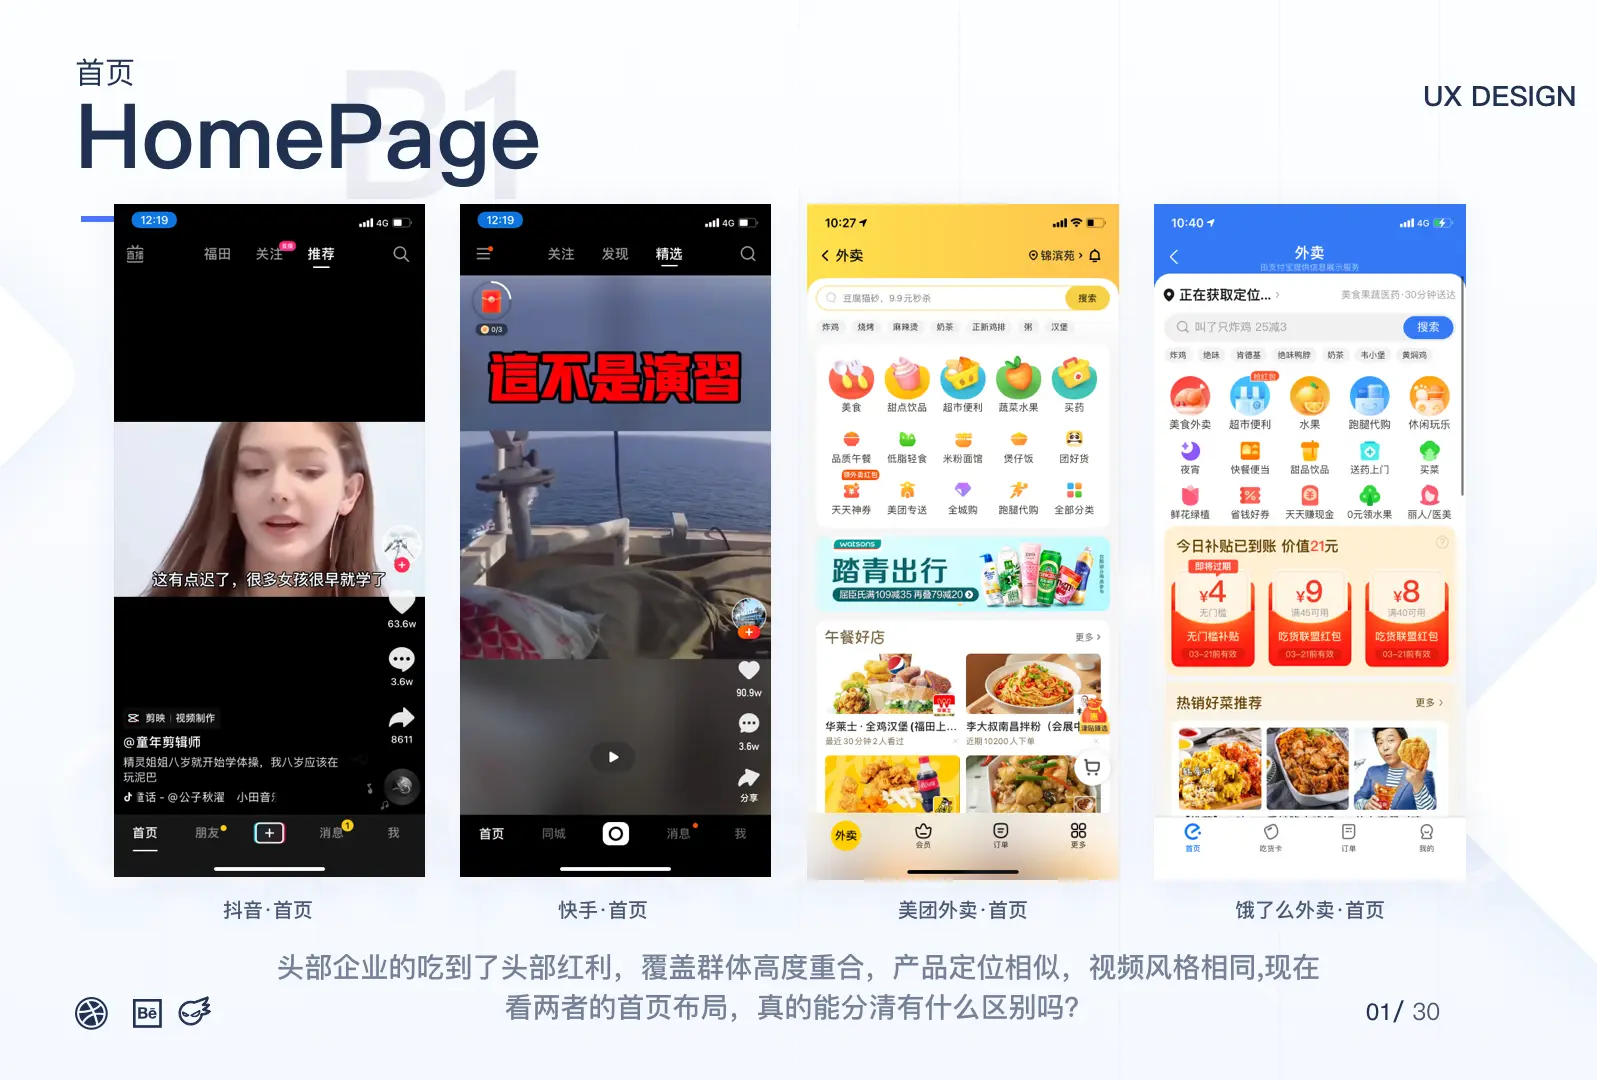 首页
B1
HomePage
UX DESIGN
12:19
4G
直播
福田
关注
直播
推荐
这有点迟了，很多女孩很早就学了
63.6w
3.6w
8611
剪映 | 视频制作
@童年剪辑师
精灵姐姐八岁就开始学体操，我八岁应该在
玩泥巴
童话 - @公子秋濯 小田音乐
首页
朋友
消息
1
我
抖音·首页
12:19
4G
关注
发现
精选
0/3
這不是演習
90.9w
3.6w
分享
首页
同城
消息
我
快手·首页
10:27
外卖
锦滨苑
豆腐猫砂，9.9元秒杀
搜索
炸鸡 烧烤 麻辣烫 奶茶 正新鸡排 粥 汉堡
美食 甜点饮品 超市便利 蔬菜水果 买药
品质午餐 低脂轻食 米粉面馆 煲仔饭 团好货
领外卖红包
天天神券 美团专送 全城购 跑腿代购 全部分类
watsons
踏青出行
屈臣氏满109减35 再叠79减20
午餐好店
更多
华莱士·全鸡汉堡(福田上...
最近30分钟2人看过
李大叔南昌拌粉（会展中
近期10200人下单
外卖
会员
订单
更多
美团外卖·首页
10:40
4G
外卖
由支付宝提供信息展示服务
正在获取定位...
美食果蔬医药·30分钟送达
叫了只炸鸡 25减3
搜索
炸鸡 绝味 肯德基 绝味鸭脖 奶茶 韦小堡 黄焖鸡
抢红包
美食外卖 超市便利 水果 跑腿代购 休闲玩乐
夜宵 快餐便当 甜品饮品 送药上门 买菜
鲜花绿植 省钱好券 天天赚现金 0元领水果 丽人/医美
今日补贴已到账 价值21元
即将过期
¥4
无门槛
无门槛补贴
03-21前有效
¥9
满45可用
吃货联盟红包
03-21前有效
¥8
满40可用
吃货联盟红包
03-21前有效
热销好菜推荐
更多
首页
吃货卡
订单
我的
饿了么外卖·首页
头部企业的吃到了头部红利，覆盖群体高度重合，产品定位相似，视频风格相同,现在
看两者的首页布局，真的能分清有什么区别吗？
Bē
01/ 30